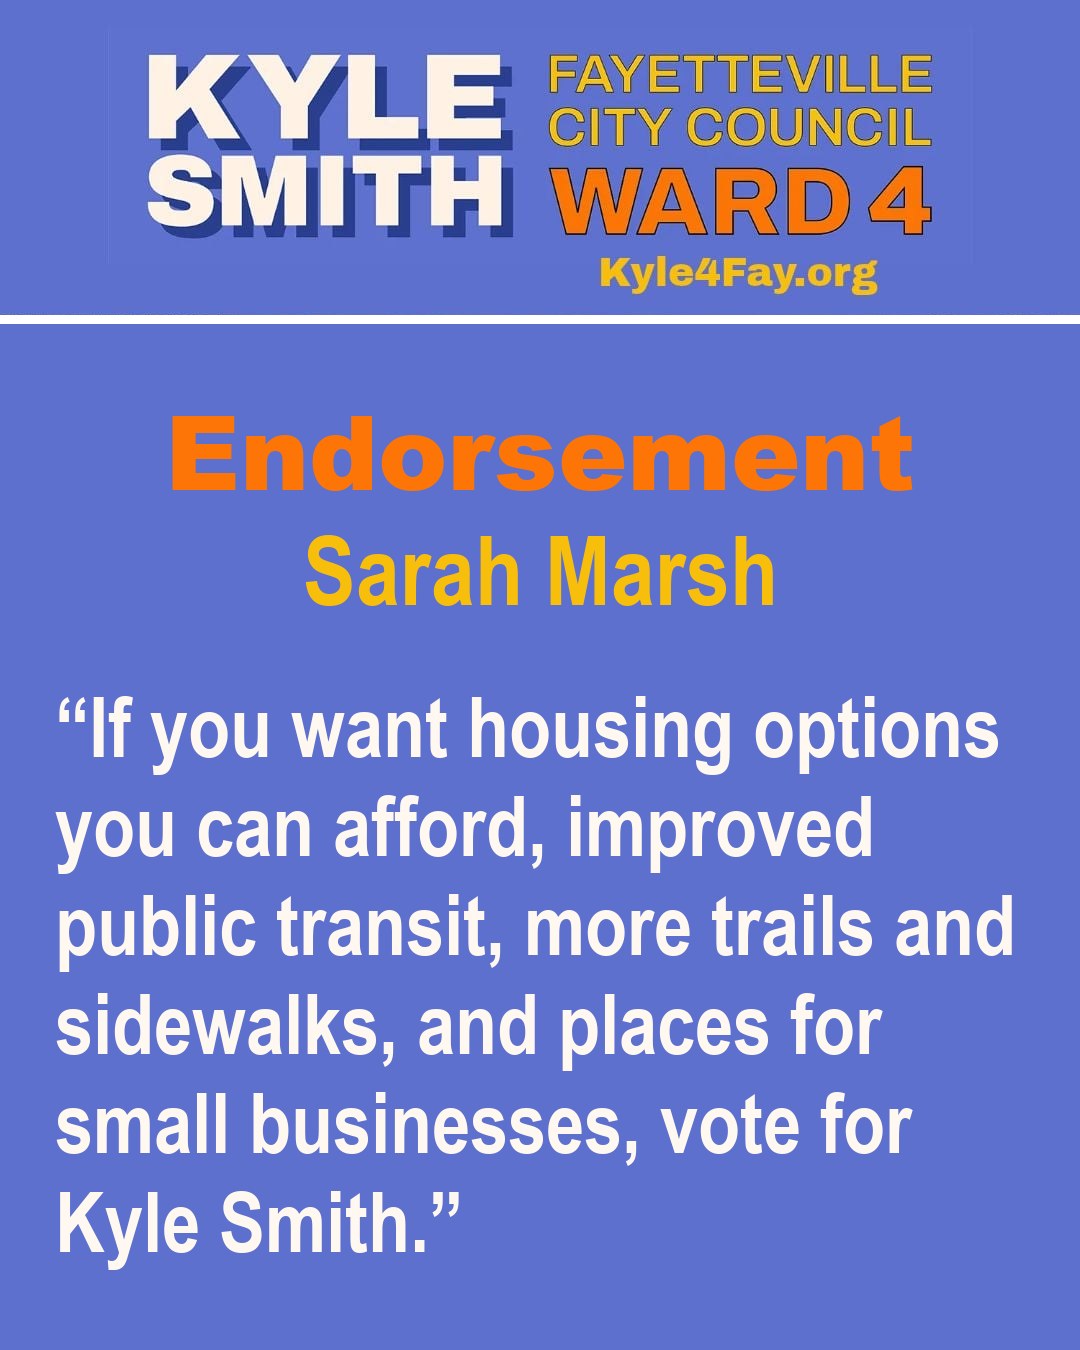 KYLE
SMITH
FAYETTEVILLE
CITY COUNCIL
WARD 4
Kyle4Fay.org
Endorsement
Sarah Marsh
“If you want housing options
you can afford, improved
public transit, more trails and
sidewalks, and places for
small businesses, vote for
Kyle Smith.”